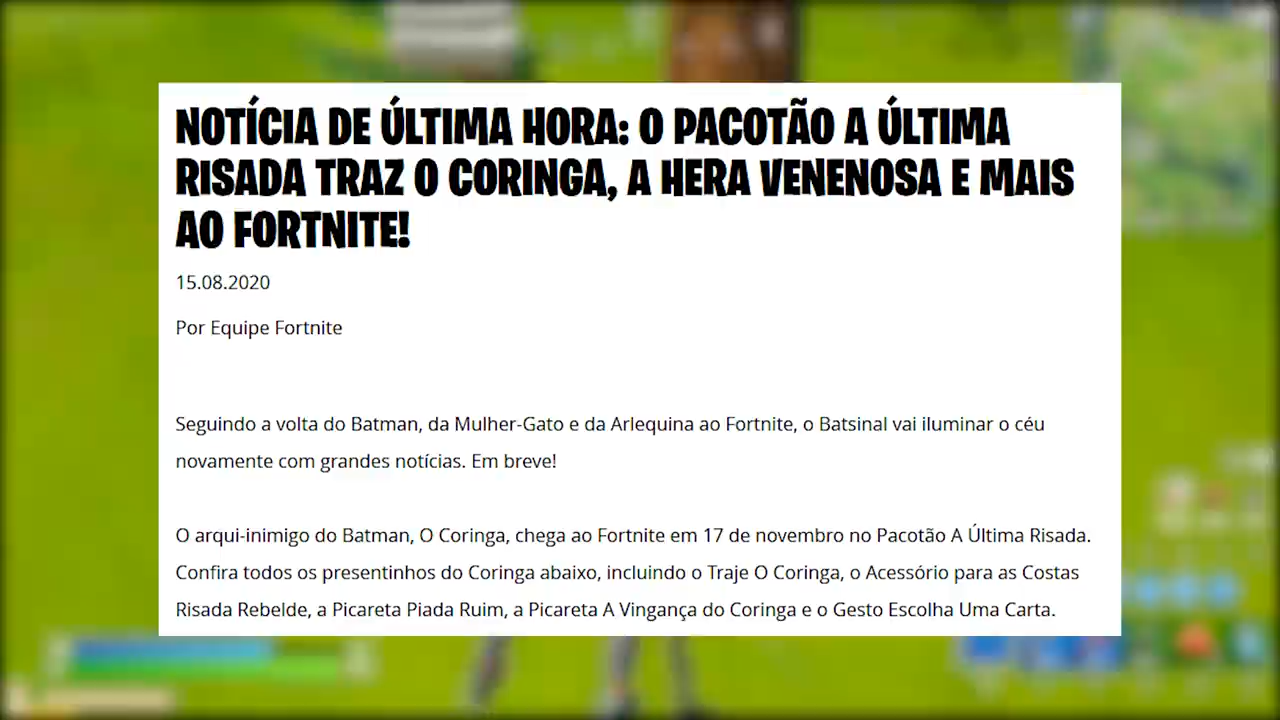 NOTÍCIA DE ÚLTIMA HORA: O PACOTÃO A ÚLTIMA
RISADA TRAZ O CORINGA, A HERA VENENOSA E MAIS
AO FORTNITE!
15.08.2020
Por Equipe Fortnite
Seguindo a volta do Batman, da Mulher-Gato e da Arlequina ao Fortnite, o Batsinal vai iluminar o céu
novamente com grandes notícias. Em breve!
O arqui-inimigo do Batman, O Coringa, chega ao Fortnite em 17 de novembro no Pacotão A Última Risada.
Confira todos os presentinhos do Coringa abaixo, incluindo o Traje O Coringa, o Acessório para as Costas
Risada Rebelde, a Picareta Piada Ruim, a Picareta A Vingança do Coringa e o Gesto Escolha Uma Carta.